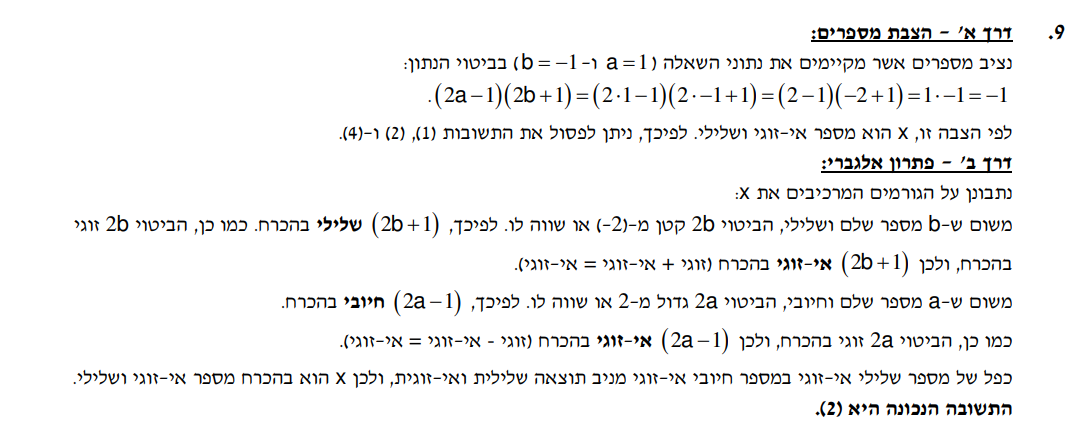 9. דרך א' – הצבת מספרים:
נציב מספרים אשר מקיימים את נתוני השאלה (a = 1 ו- b = −1) בביטוי הנתון:
(2a−1)(2b+1) = (2·1−1)(2·−1+1) = (2−1)(−2+1) = 1·−1 = −1.
לפי הצבה זו, x הוא מספר אי-זוגי ושלילי. לפיכך, ניתן לפסול את התשובות (1), (2) ו-(4).
דרך ב' – פתרון אלגברי:
נתבונן על הגורמים המרכיבים את x:
משום ש-b מספר שלם ושלילי, הביטוי 2b קטן מ-(2-) או שווה לו. לפיכך, (2b+1) שלילי בהכרח. כמו כן, הביטוי 2b זוגי
בהכרח, ולכן (2b+1) אי-זוגי בהכרח (זוגי + אי-זוגי = אי-זוגי).
משום ש-a מספר שלם וחיובי, הביטוי 2a גדול מ-2 או שווה לו. לפיכך, (2a−1) חיובי בהכרח.
כמו כן, הביטוי 2a זוגי בהכרח, ולכן (2a−1) אי-זוגי בהכרח (זוגי - אי-זוגי = אי-זוגי).
כפל של מספר שלילי אי-זוגי במספר חיובי אי-זוגי מניב תוצאה שלילית ואי-זוגית, ולכן x הוא בהכרח מספר אי-זוגי ושלילי.
התשובה הנכונה היא (2).